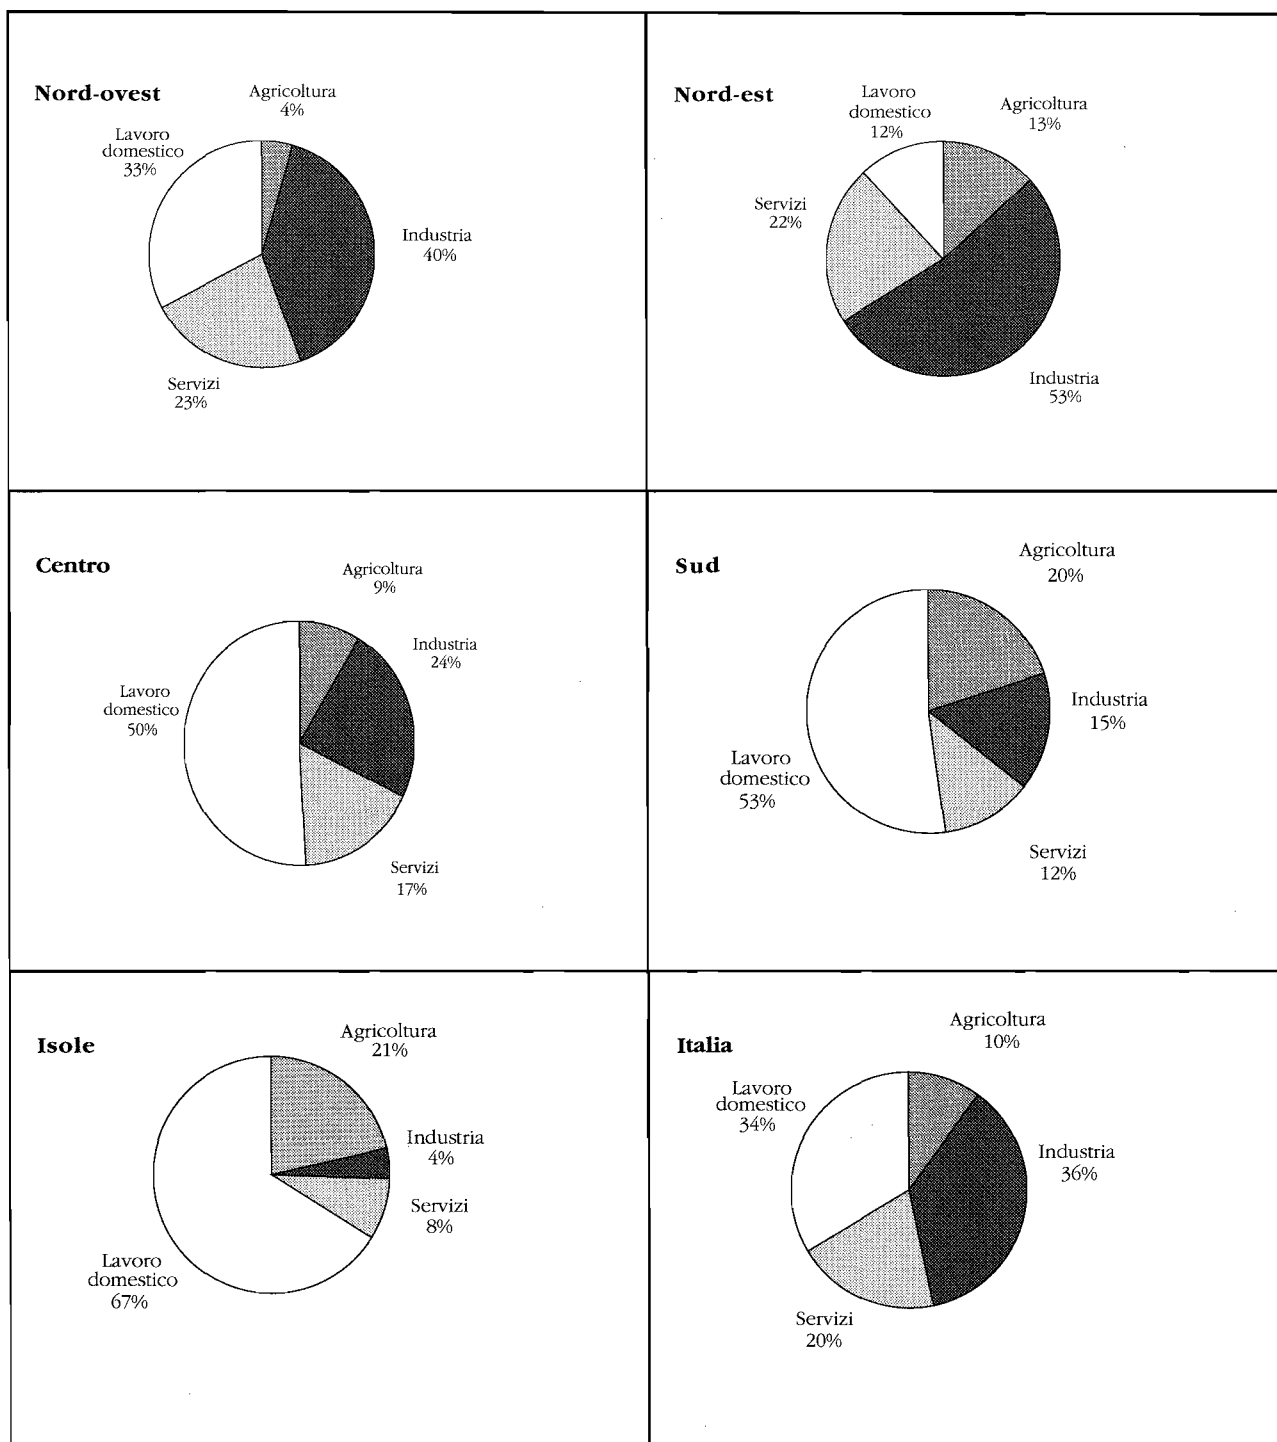 Nord-ovest
Agricoltura
4%
Lavoro
domestico
33%
Industria
40%
Servizi
23%
Nord-est
Lavoro
domestico
12%
Agricoltura
13%
Servizi
22%
Industria
53%
Centro
Agricoltura
9%
Industria
24%
Lavoro
domestico
50%
Servizi
17%
Sud
Agricoltura
20%
Industria
15%
Lavoro
domestico
53%
Servizi
12%
Isole
Agricoltura
21%
Industria
4%
Servizi
8%
Lavoro
domestico
67%
Italia
Agricoltura
10%
Lavoro
domestico
34%
Industria
36%
Servizi
20%